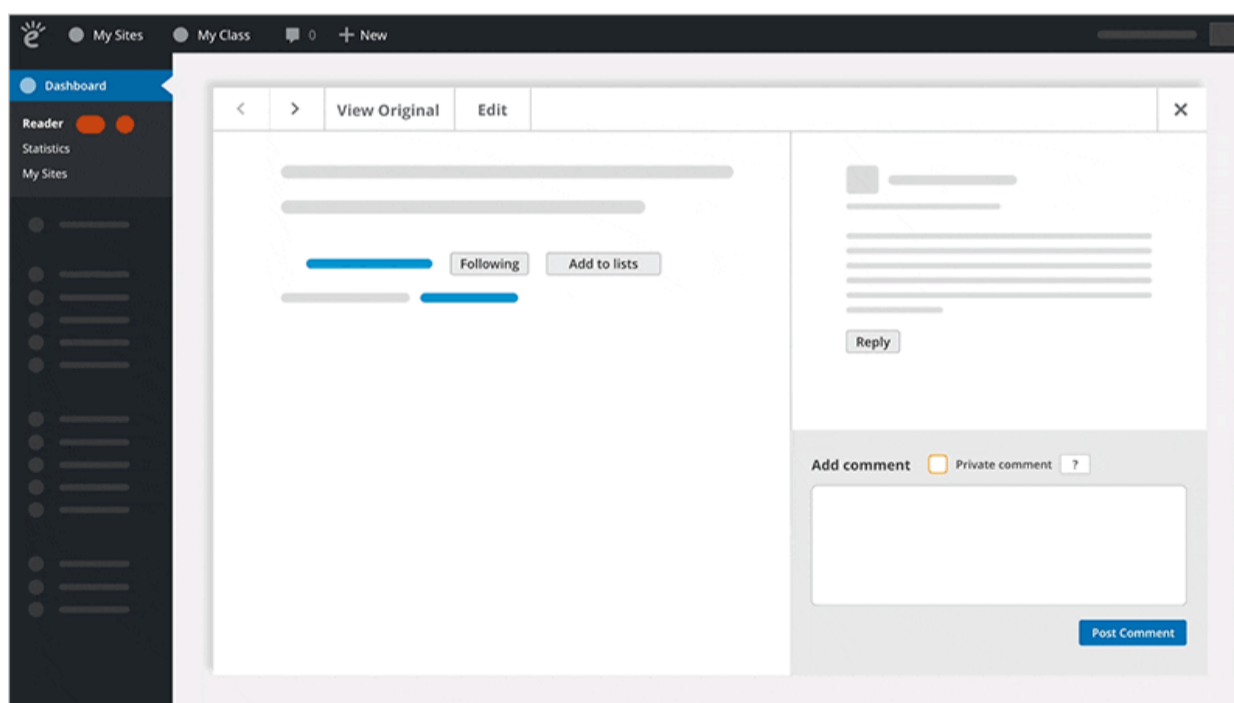 My Sites My Class 0 New
Dashboard
Reader
Statistics
My Sites
View Original Edit
Following Add to lists
Reply
Add comment Private comment ?
Post Comment